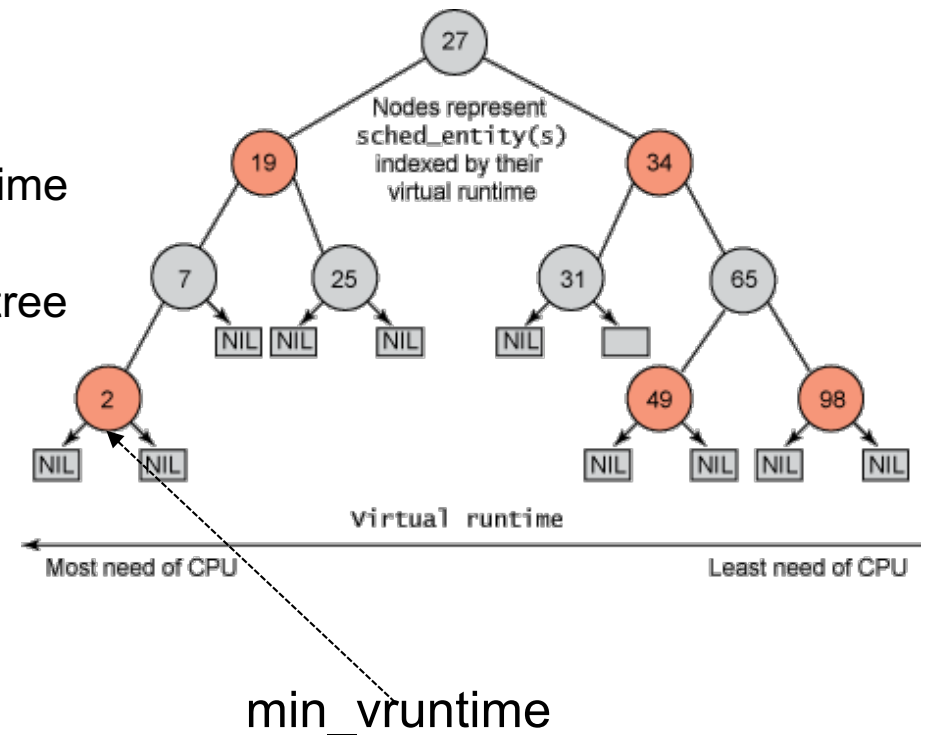 27
Nodes represent
sched_entity(s)
indexed by their
virtual runtime
19
34
ime
7
25
31
65
tree
NIL NIL NIL NIL
2
49
98
NIL NIL NIL NIL NIL NIL
Virtual runtime
Most need of CPU Least need of CPU
min_vruntime